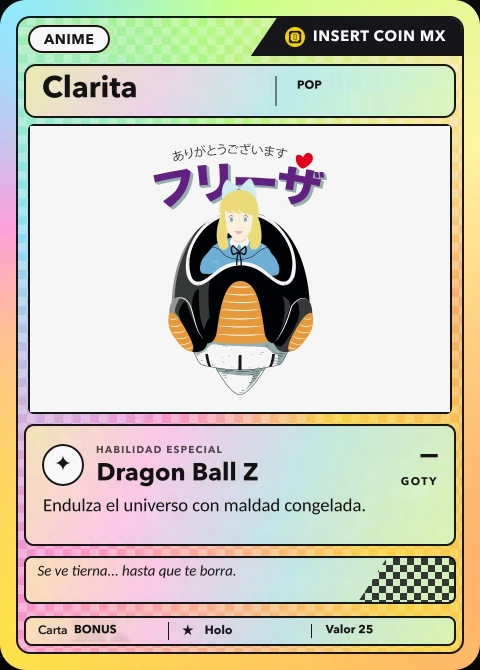 ANIME
INSERT COIN MX
Clarita
POP
ありがとうございます
フリーザ
HABILIDAD ESPECIAL
Dragon Ball Z
GOTY
Endulza el universo con maldad congelada.
Se ve tierna... hasta que te borra.
Carta BONUS
★ Holo
Valor 25